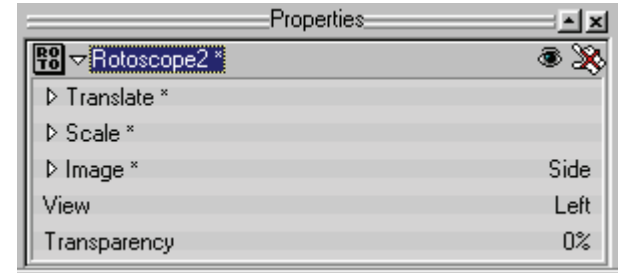 Properties
RO TO Rotoscope2 *
Translate *
Scale *
Image * Side
View Left
Transparency 0%